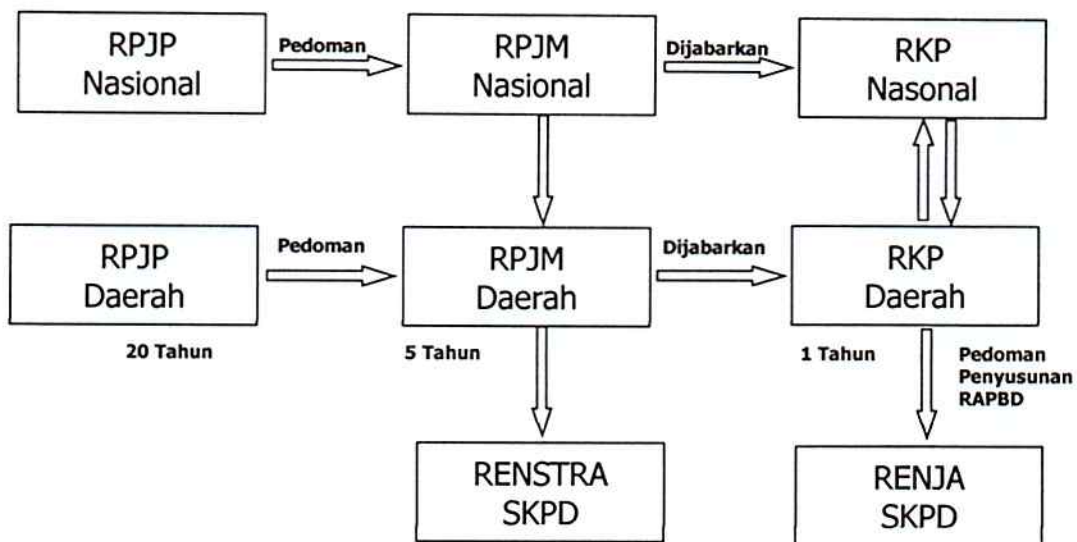 RPJP
Nasional
Pedoman
RPJM
Nasional
Dijabarkan
RKP
Nasonal
RPJP
Daerah
Pedoman
RPJM
Daerah
Dijabarkan
RKP
Daerah
20 Tahun
5 Tahun
1 Tahun
Pedoman
Penyusunan
RAPBD
RENSTRA
SKPD
RENJA
SKPD